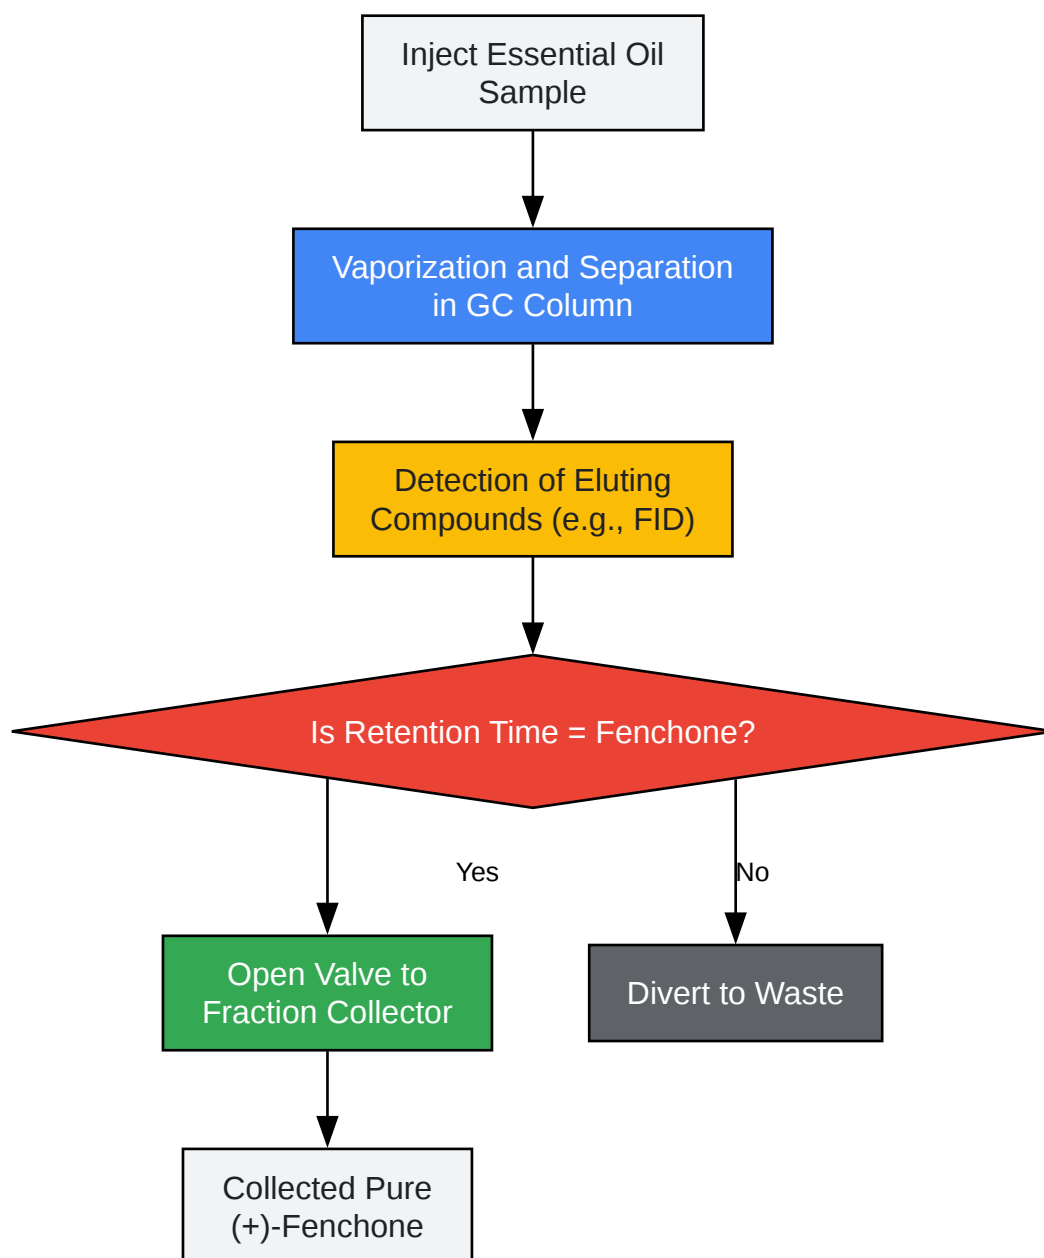 Inject Essential Oil
Sample
Vaporization and Separation
in GC Column
Detection of Eluting
Compounds (e.g., FID)
Is Retention Time = Fenchone?
Yes
No
Open Valve to
Fraction Collector
Divert to Waste
Collected Pure
(+)-Fenchone